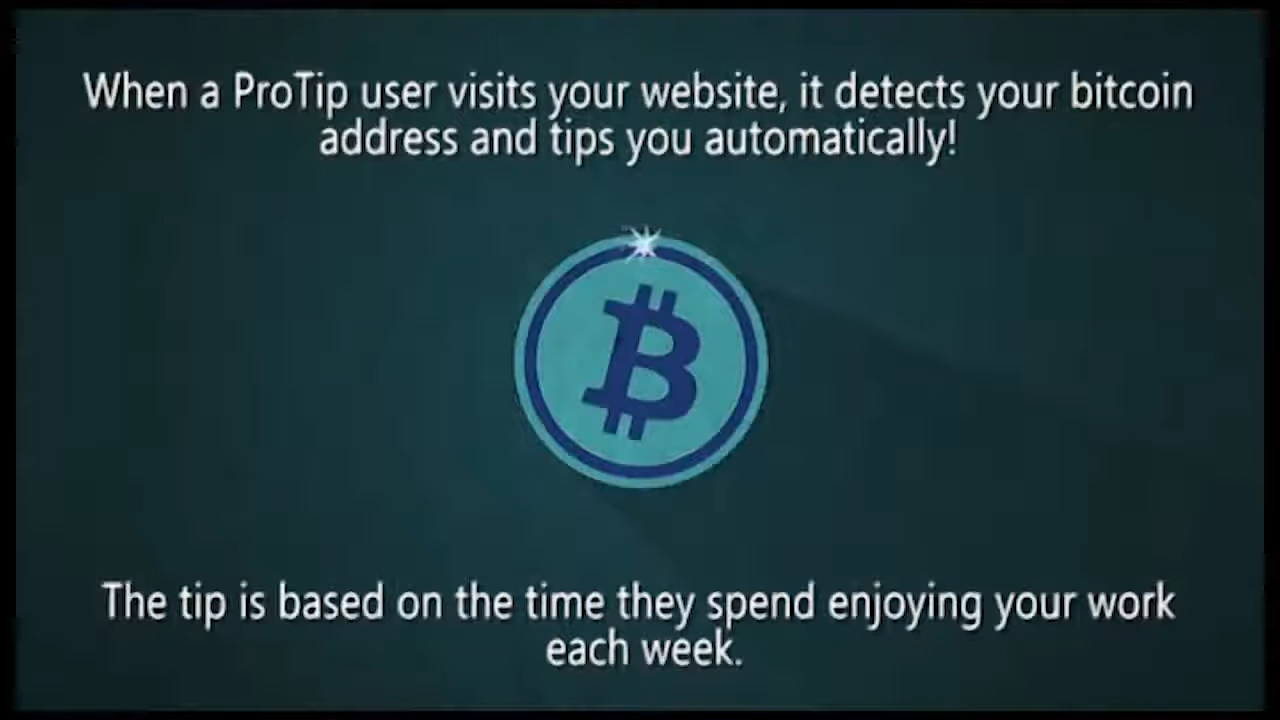 When a ProTip user visits your website, it detects your bitcoin
address and tips you automatically!
The tip is based on the time they spend enjoying your work
each week.